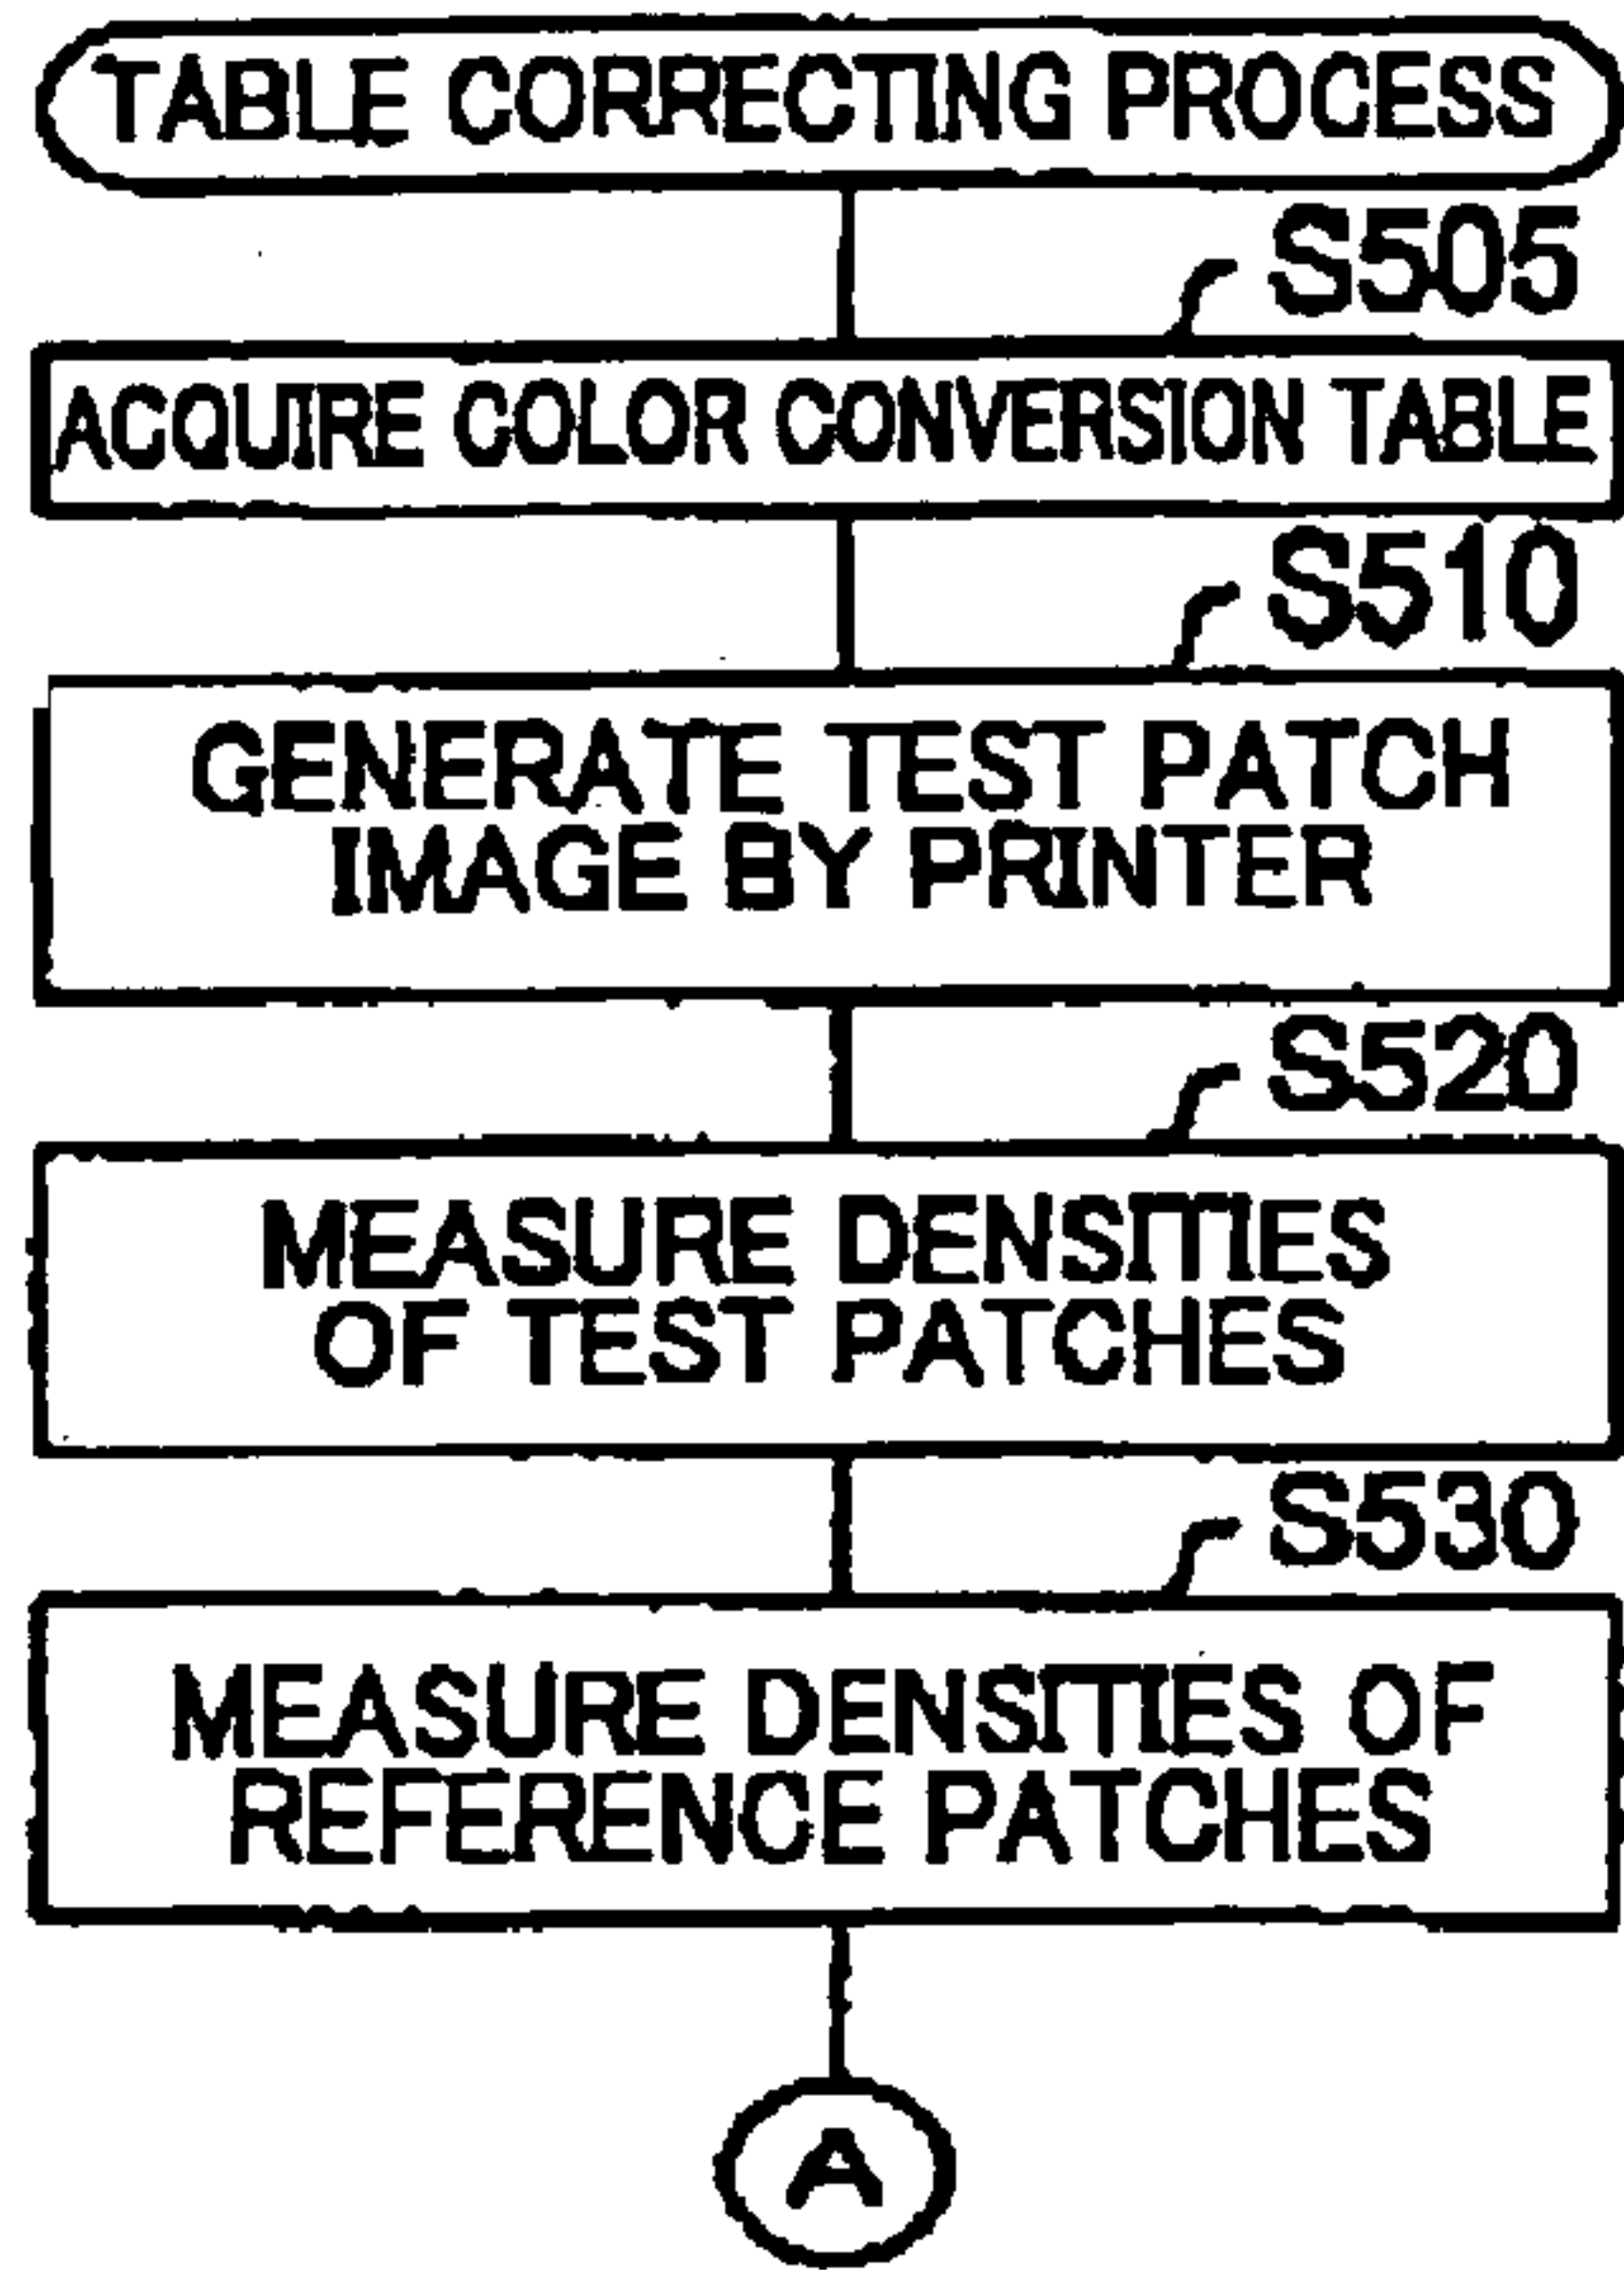 TABLE CORRECTING PROCESS
S505
ACQUIRE COLOR CONVERSION TABLE
S510
GENERATE TEST PATCH
IMAGE BY PRINTER
S520
MEASURE DENSITIES
OF TEST PATCHES
S530
MEASURE DENSITIES OF
REFERENCE PATCHES
A